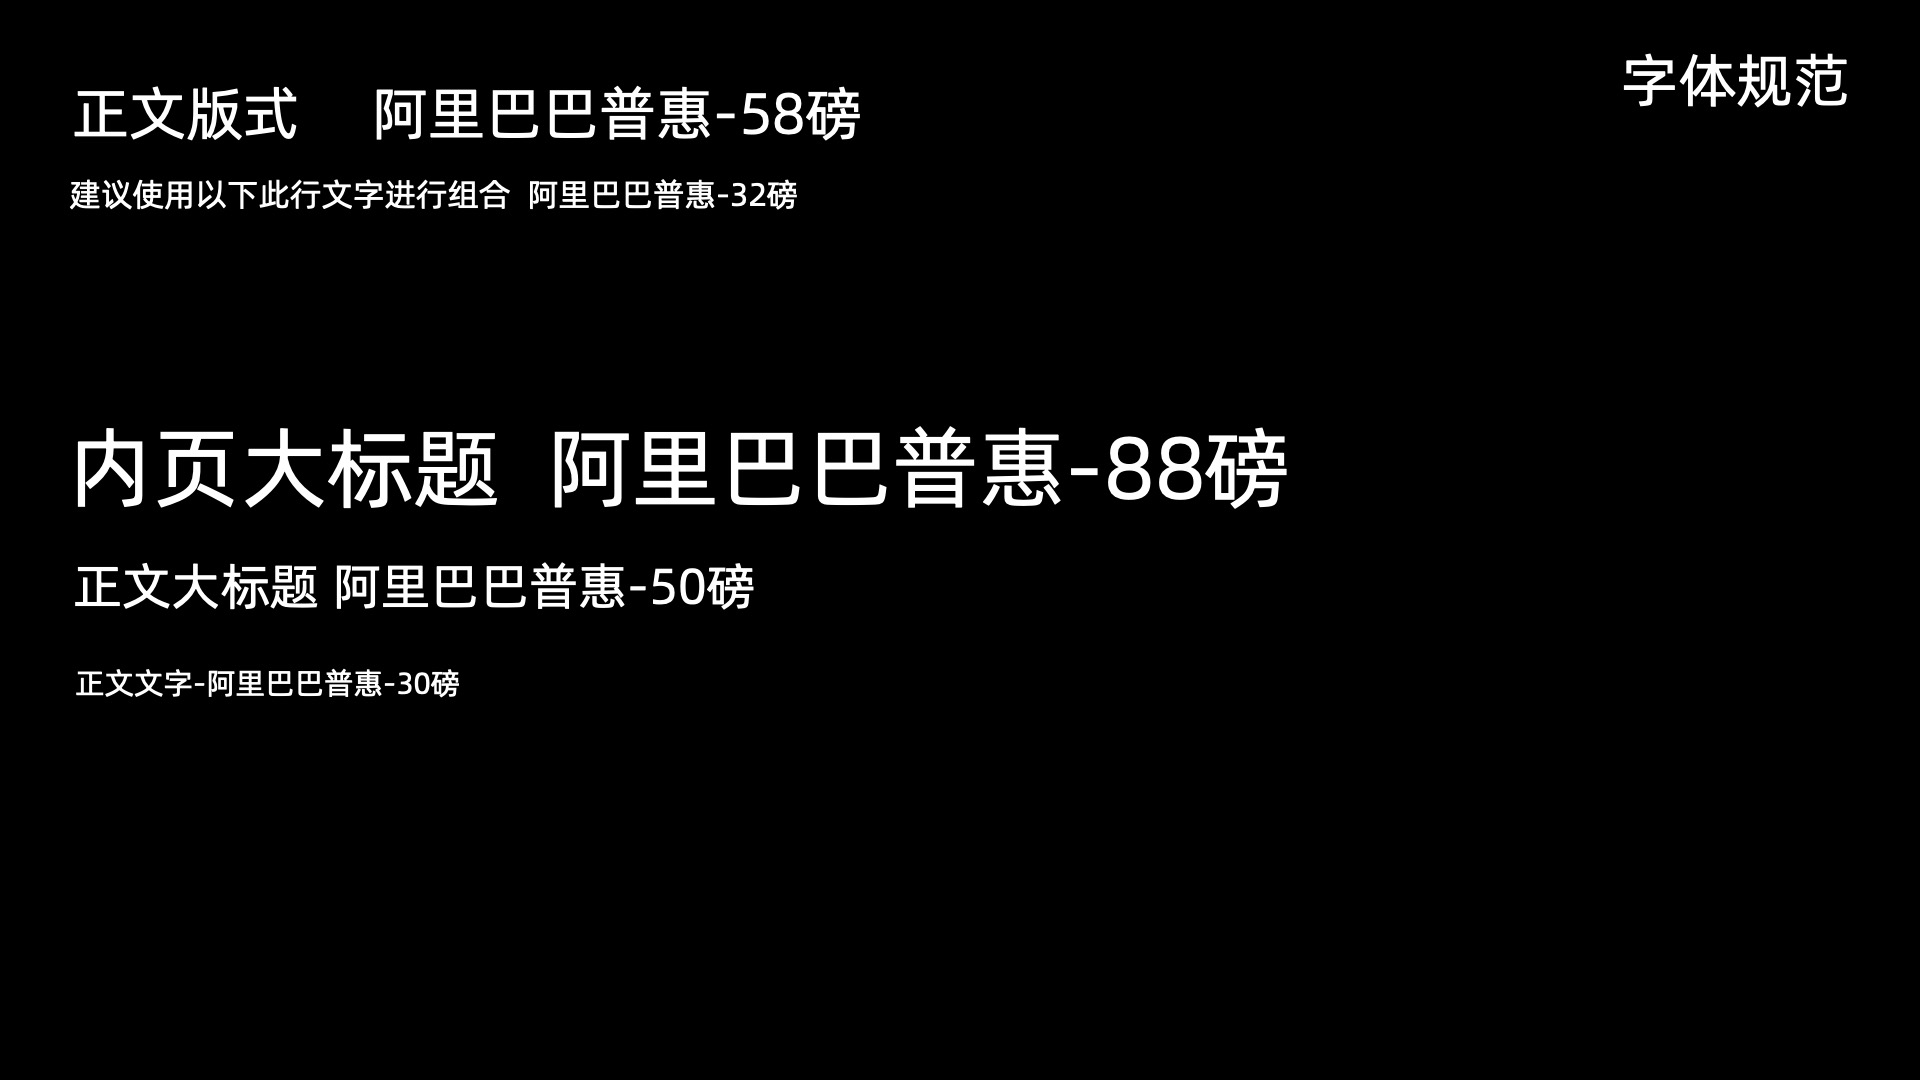 字体规范
正文版式 阿里巴巴普惠-58磅
建议使用以下此行文字进行组合 阿里巴巴普惠-32磅
内页大标题 阿里巴巴普惠-88磅
正文大标题 阿里巴巴普惠-50磅
正文文字-阿里巴巴普惠-30磅